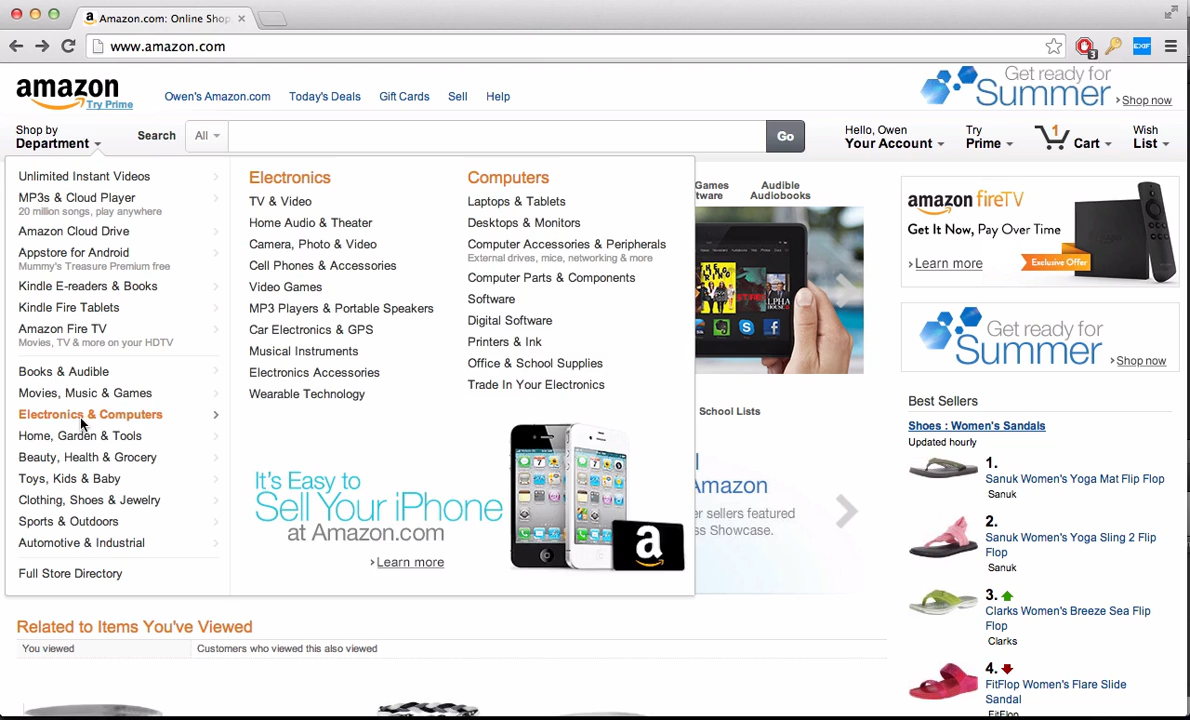 Amazon.com: Online Shop
www.amazon.com
3
EXIF
amazon
Try Prime
Owen's Amazon.com
Today's Deals
Gift Cards
Sell
Help
Get ready for
Summer
Shop now
Shop by
Department
Search
All
Go
Hello, Owen
Your Account
Try
Prime
1
Cart
Wish
List
Unlimited Instant Videos
MP3s & Cloud Player
20 million songs, play anywhere
Amazon Cloud Drive
Appstore for Android
Mummy's Treasure Premium free
Kindle E-readers & Books
Kindle Fire Tablets
Amazon Fire TV
Movies, TV & more on your HDTV
Books & Audible
Movies, Music & Games
Electronics & Computers
Home, Garden & Tools
Beauty, Health & Grocery
Toys, Kids & Baby
Clothing, Shoes & Jewelry
Sports & Outdoors
Automotive & Industrial
Full Store Directory
Electronics
TV & Video
Home Audio & Theater
Camera, Photo & Video
Cell Phones & Accessories
Video Games
MP3 Players & Portable Speakers
Car Electronics & GPS
Musical Instruments
Electronics Accessories
Wearable Technology
Computers
Laptops & Tablets
Desktops & Monitors
Computer Accessories & Peripherals
External drives, mice, networking & more
Computer Parts & Components
Software
Digital Software
Printers & Ink
Office & School Supplies
Trade In Your Electronics
It's Easy to
Sell Your iPhone
at Amazon.com
Learn more
a
Games
tware
Audible
Audiobooks
School Lists
Amazon
er sellers featured
ss Showcase.
amazon fireTV
Get It Now, Pay Over Time
Learn more
Exclusive Offer
Get ready for
Summer
Shop now
Best Sellers
Shoes : Women's Sandals
Updated hourly
1.
Sanuk Women's Yoga Mat Flip Flop
Sanuk
2.
Sanuk Women's Yoga Sling 2 Flip
Flop
Sanuk
3.
Clarks Women's Breeze Sea Flip
Flop
Clarks
4.
FitFlop Women's Flare Slide
Sandal
FitFlop
Related to Items You've Viewed
You viewed
Customers who viewed this also viewed